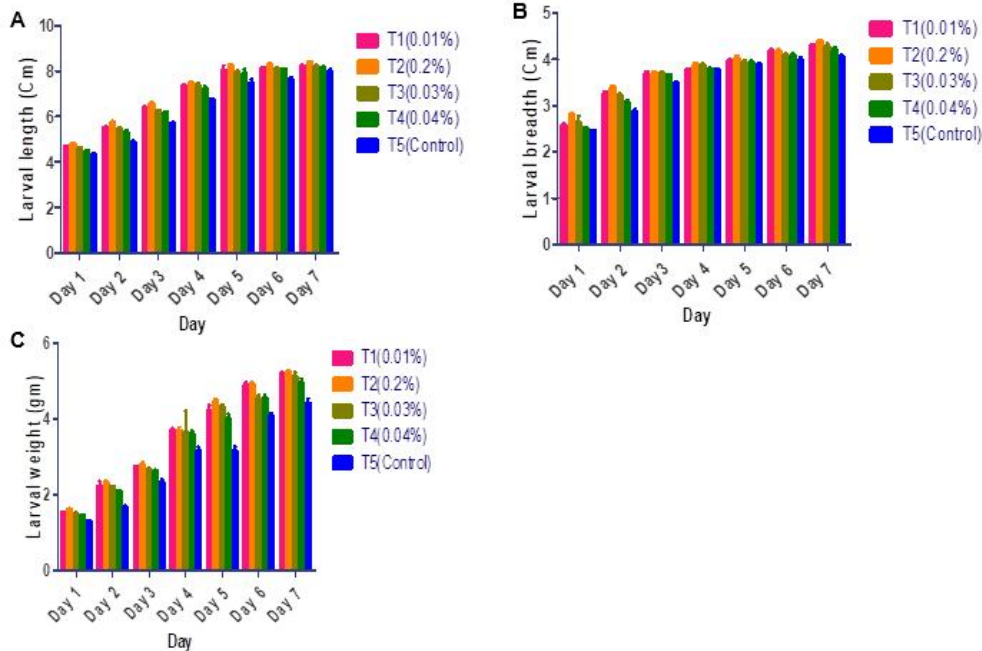 A
Larval length (Cm)
10
8
6
4
2
0
Day 1
Day 2
Day 3
Day 4
Day 5
Day 6
Day 7
Day
T1(0.01%)
T2(0.2%)
T3(0.03%)
T4(0.04%)
T5(Control)
B
Larval breadth (Cm)
5
4
3
2
1
0
Day 1
Day 2
Day 3
Day 4
Day 5
Day 6
Day 7
Day
T1(0.01%)
T2(0.2%)
T3(0.03%)
T4(0.04%)
T5(Control)
C
Larval weight (gm)
6
4
2
0
Day 1
Day 2
Day 3
Day 4
Day 5
Day 6
Day 7
Day
T1(0.01%)
T2(0.2%)
T3(0.03%)
T4(0.04%)
T5(Control)